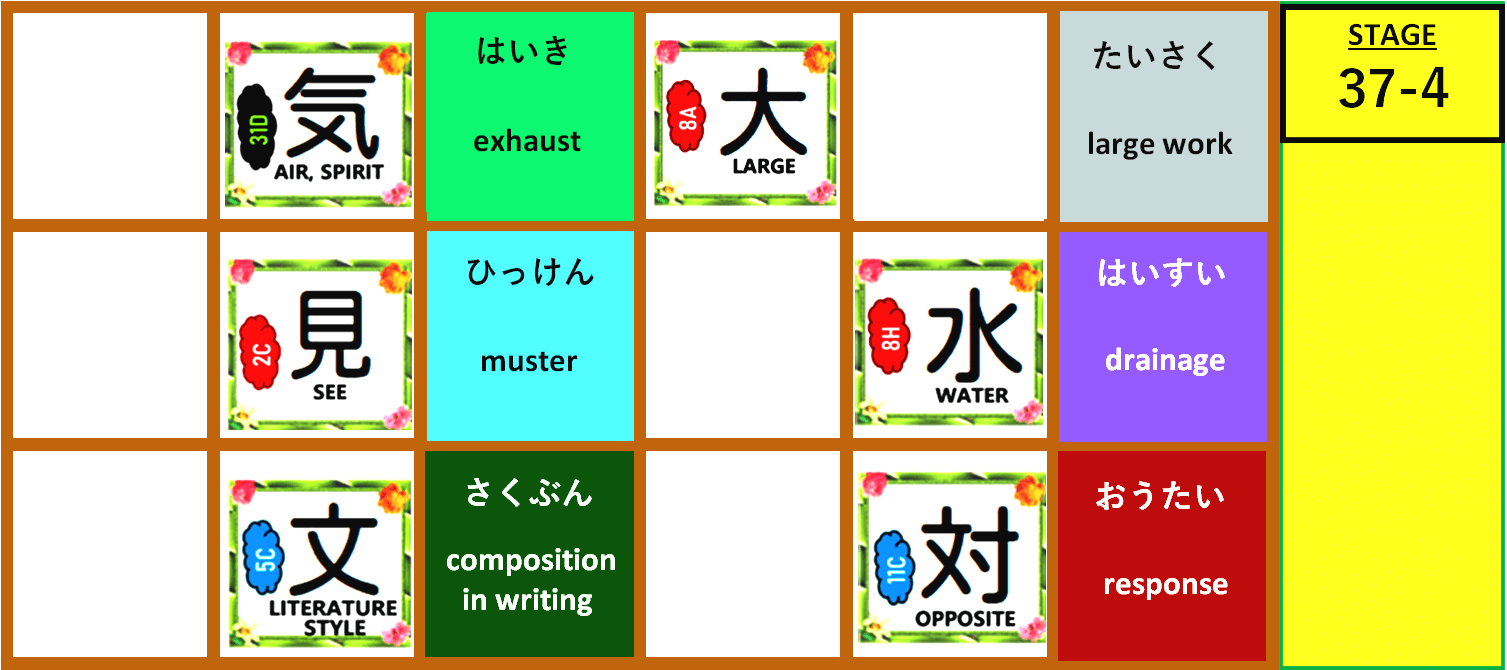 31D
気
AIR, SPIRIT
はいき
exhaust
8A
大
LARGE
たいさく
large work
STAGE
37-4
2C
見
SEE
ひっけん
muster
8H
水
WATER
はいすい
drainage
5C
文
LITERATURE
STYLE
さくぶん
composition
in writing
11C
対
OPPOSITE
おうたい
response